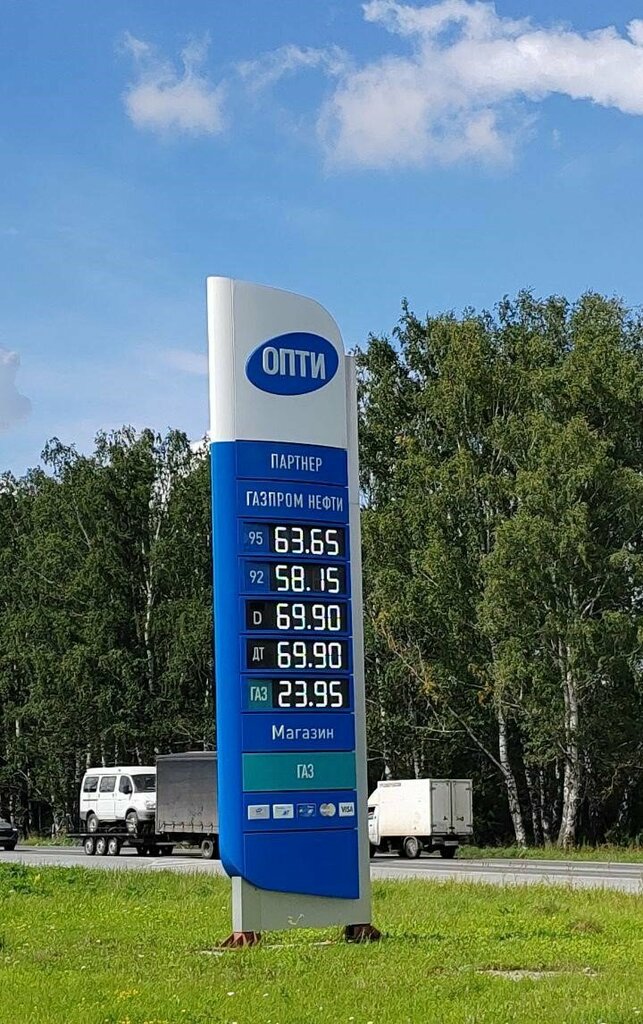 ОПТИ
ПАРТНЕР
ГАЗПРОМ НЕФТИ
95 63.65
92 58.15
D 69.90
ДТ 69.90
ГАЗ 23.95
Магазин
ГАЗ
VISA